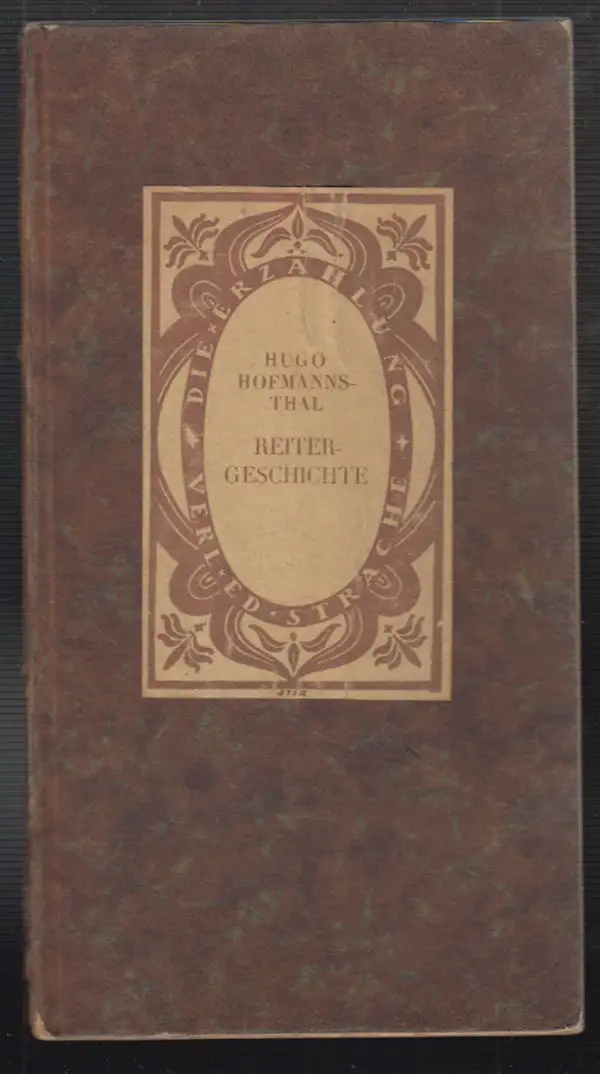 DIE × ERZÄHLUNG
HUGO
HOFMANNS-
THAL
REITER-
GESCHICHTE
VERL × ED × STRACHE